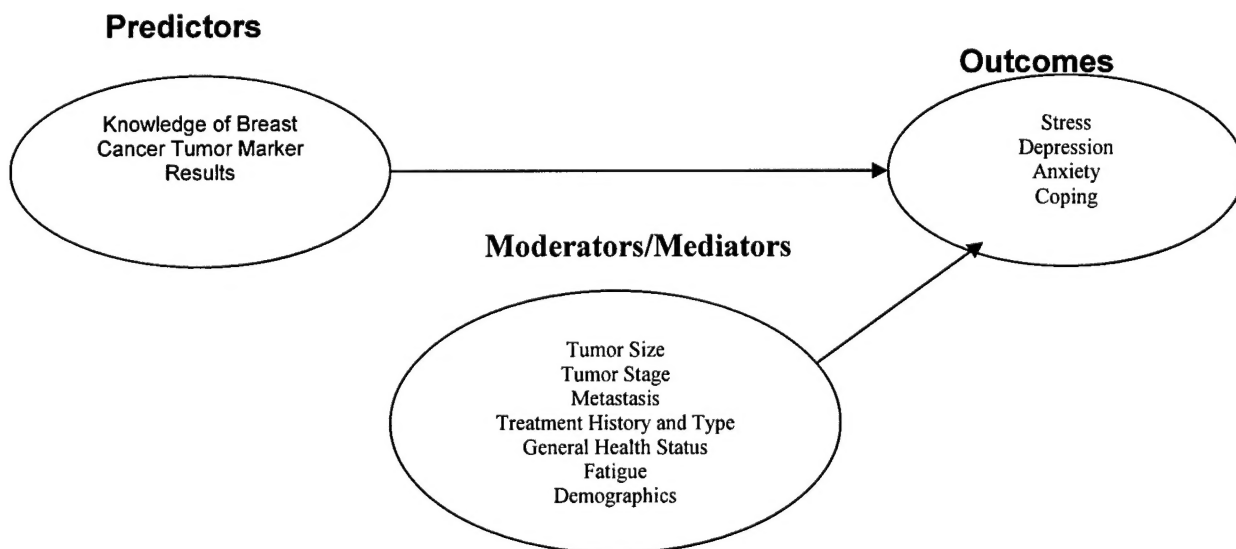 Predictors
Knowledge of Breast
Cancer Tumor Marker
Results
Outcomes
Stress
Depression
Anxiety
Coping
Moderators/Mediators
Tumor Size
Tumor Stage
Metastasis
Treatment History and Type
General Health Status
Fatigue
Demographics